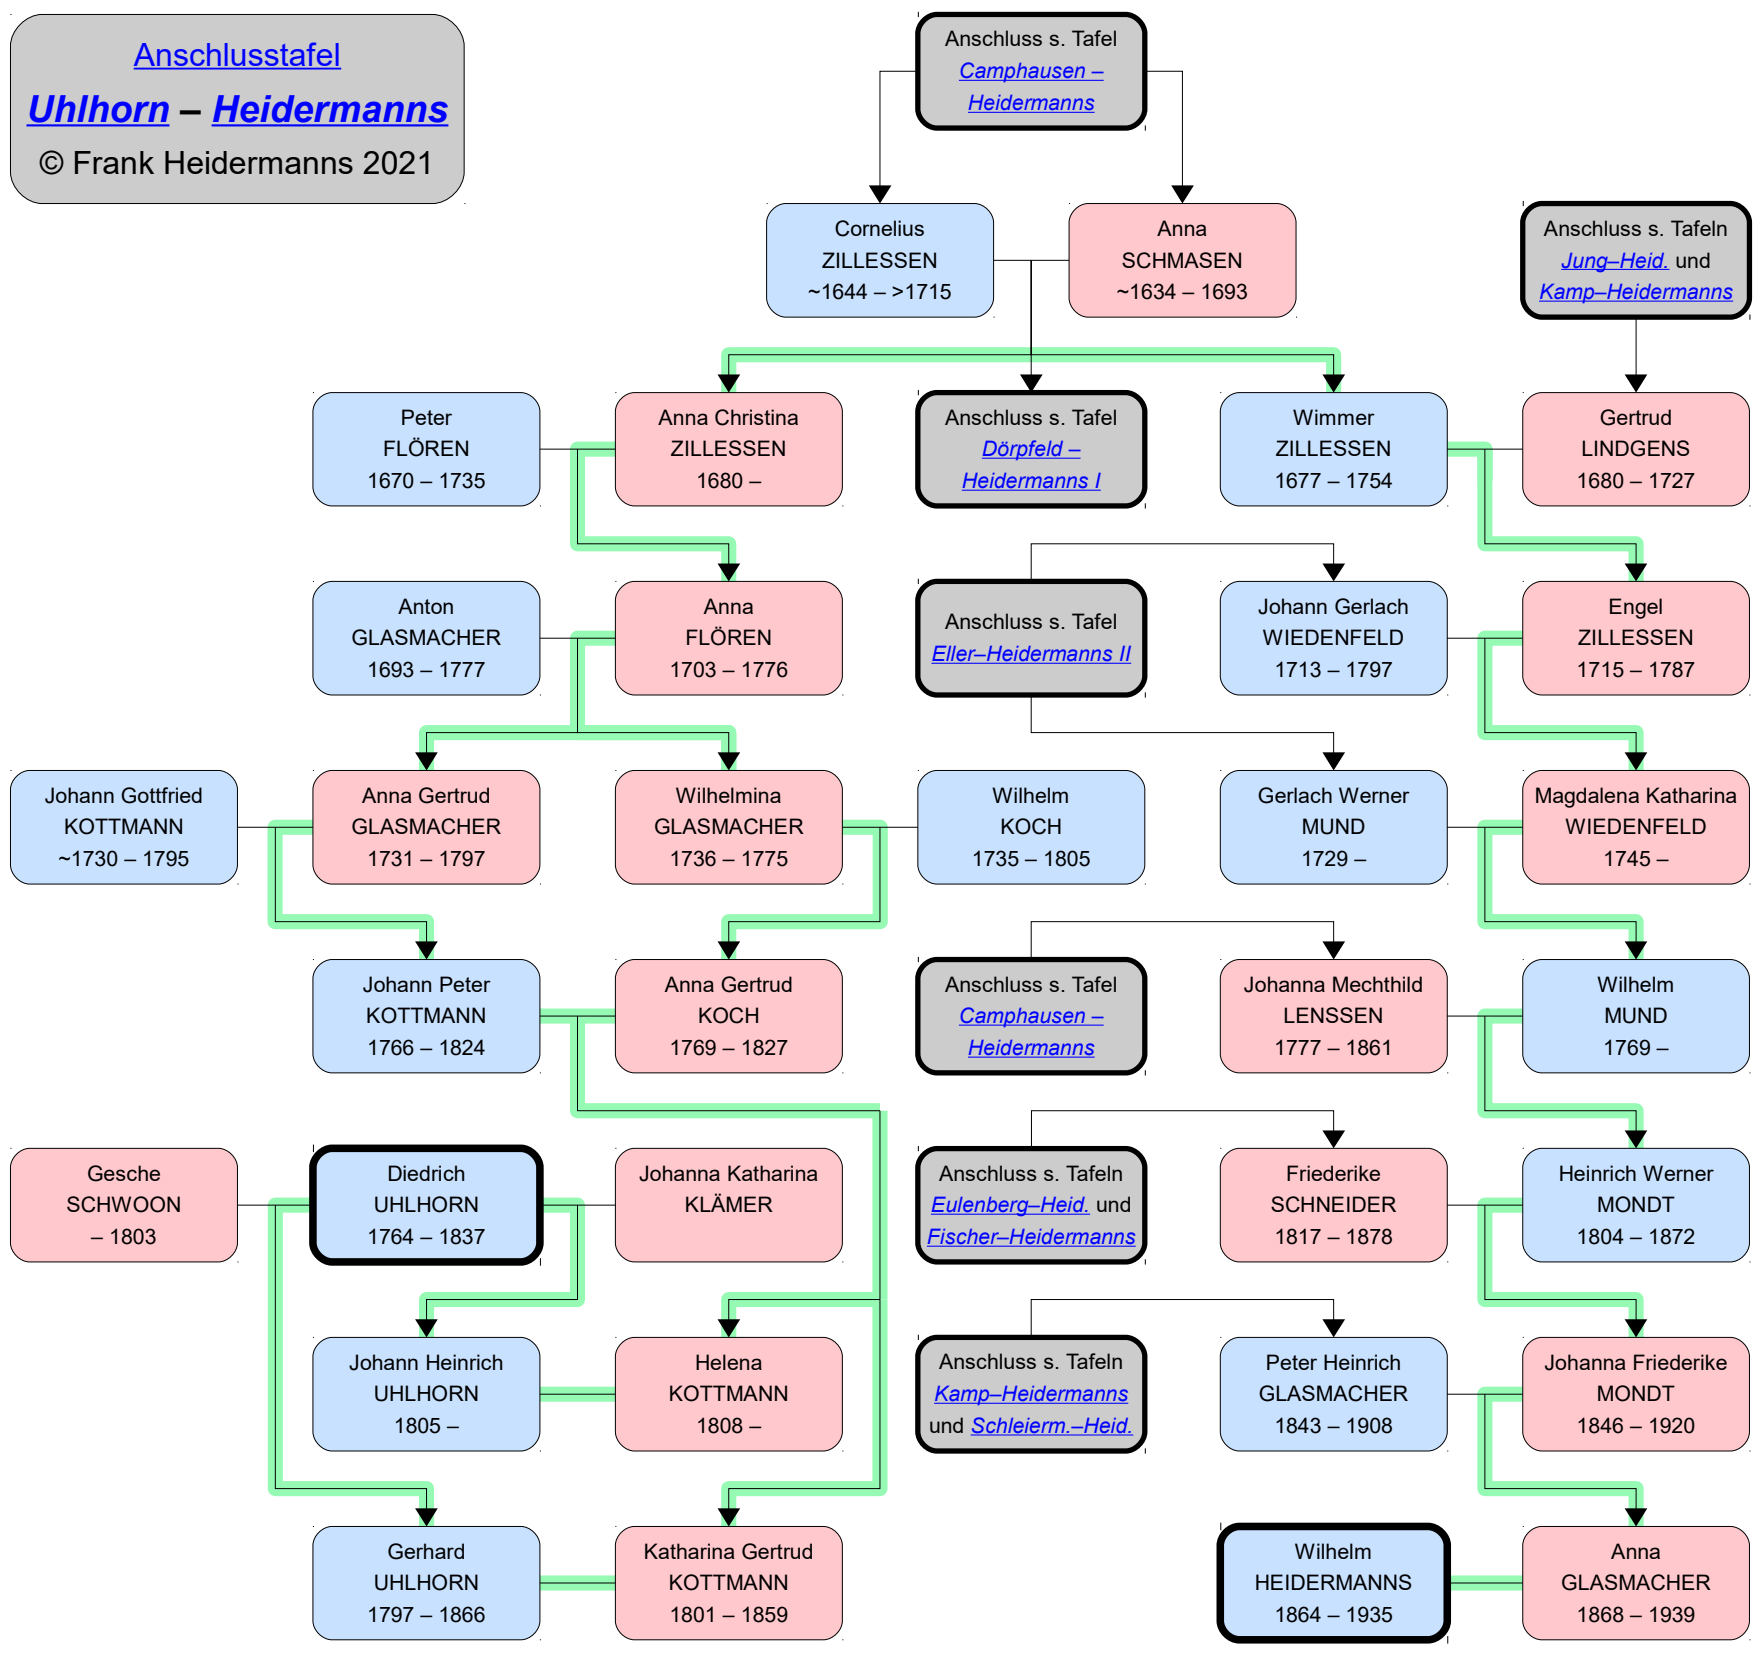 Anschlusstafel
Uhlhorn – Heidermanns
© Frank Heidermanns 2021
Anschluss s. Tafel
Camphausen –
Heidermanns
Cornelius
ZILLESSEN
~1644 – >1715
Anna
SCHMASEN
~1634 – 1693
Anschluss s. Tafeln
Jung–Heid. und
Kamp–Heidermanns
Peter
FLÖREN
1670 – 1735
Anna Christina
ZILLESSEN
1680 –
Anschluss s. Tafel
Dörpfeld –
Heidermanns I
Wimmer
ZILLESSEN
1677 – 1754
Gertrud
LINDGENS
1680 – 1727
Anton
GLASMACHER
1693 – 1777
Anna
FLÖREN
1703 – 1776
Anschluss s. Tafel
Eller–Heidermanns II
Johann Gerlach
WIEDENFELD
1713 – 1797
Engel
ZILLESSEN
1715 – 1787
Johann Gottfried
KOTTMANN
~1730 – 1795
Anna Gertrud
GLASMACHER
1731 – 1797
Wilhelmina
GLASMACHER
1736 – 1775
Wilhelm
KOCH
1735 – 1805
Gerlach Werner
MUND
1729 –
Magdalena Katharina
WIEDENFELD
1745 –
Johann Peter
KOTTMANN
1766 – 1824
Anna Gertrud
KOCH
1769 – 1827
Anschluss s. Tafel
Camphausen –
Heidermanns
Johanna Mechthild
LENSSEN
1777 – 1861
Wilhelm
MUND
1769 –
Gesche
SCHWOON
– 1803
Diedrich
UHLHORN
1764 – 1837
Johanna Katharina
KLÄMER
Anschluss s. Tafeln
Eulenberg–Heid. und
Fischer–Heidermanns
Friederike
SCHNEIDER
1817 – 1878
Heinrich Werner
MONDT
1804 – 1872
Johann Heinrich
UHLHORN
1805 –
Helena
KOTTMANN
1808 –
Anschluss s. Tafeln
Kamp–Heidermanns
und Schleierm.–Heid.
Peter Heinrich
GLASMACHER
1843 – 1908
Johanna Friederike
MONDT
1846 – 1920
Gerhard
UHLHORN
1797 – 1866
Katharina Gertrud
KOTTMANN
1801 – 1859
Wilhelm
HEIDERMANNS
1864 – 1935
Anna
GLASMACHER
1868 – 1939